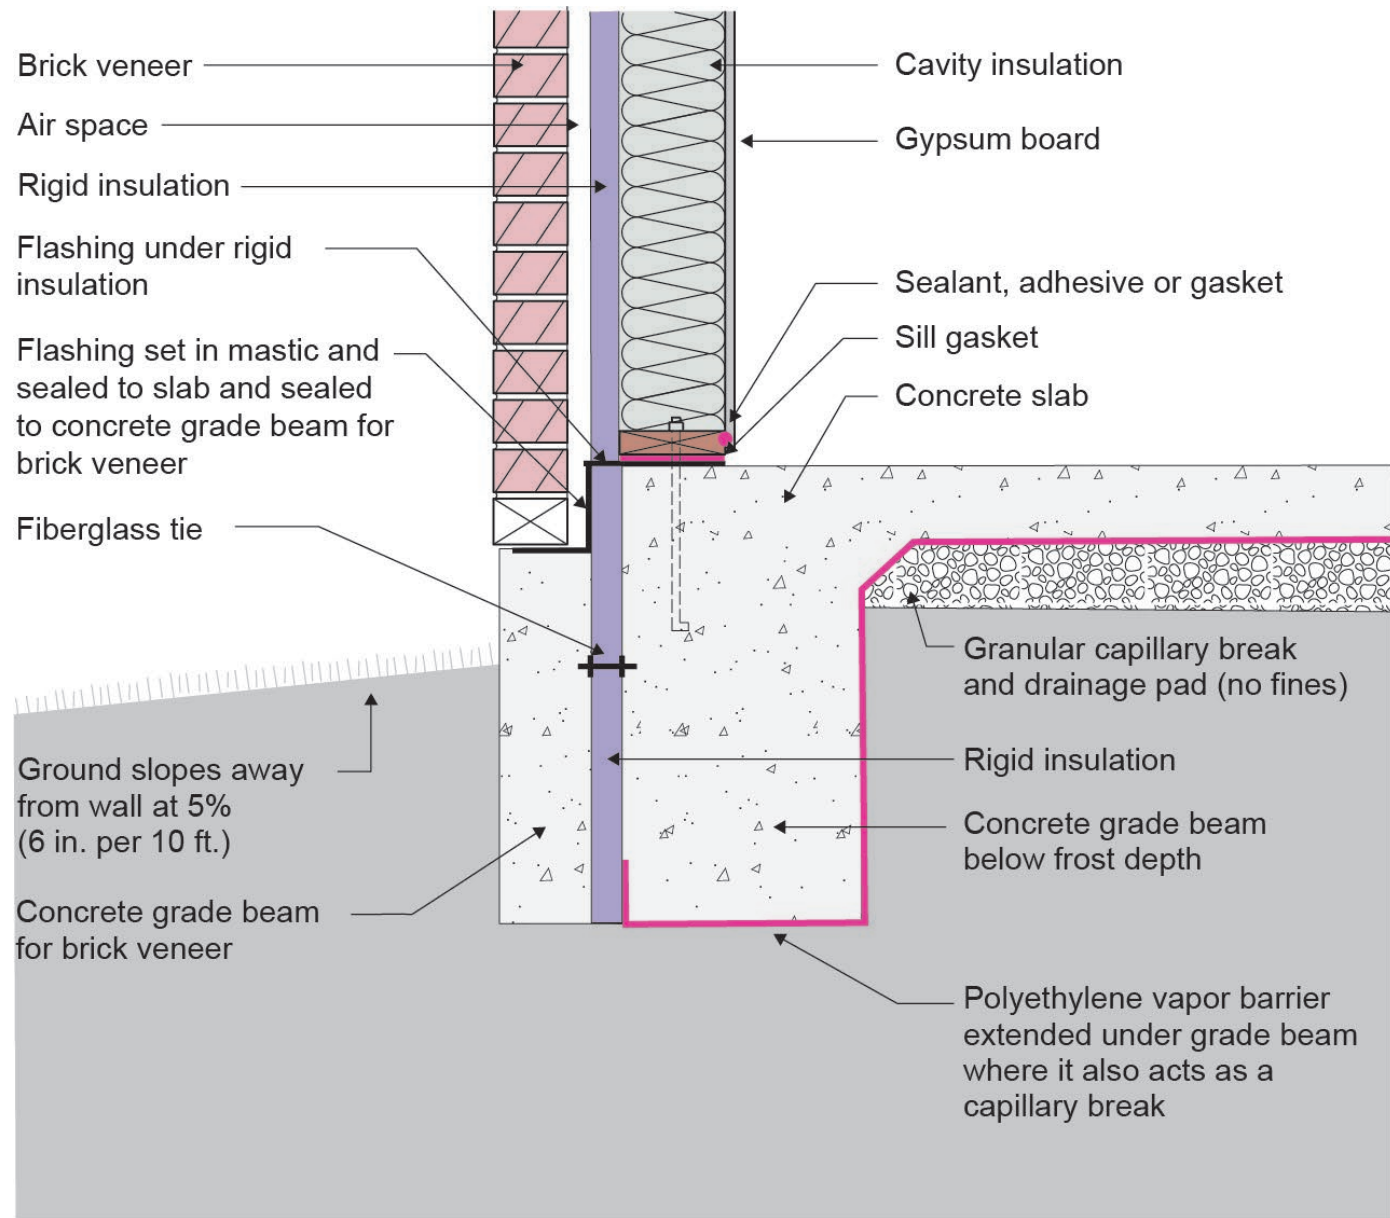 Brick veneer
Air space
Rigid insulation
Flashing under rigid
insulation
Flashing set in mastic and
sealed to slab and sealed
to concrete grade beam for
brick veneer
Fiberglass tie
Ground slopes away
from wall at 5%
(6 in. per 10 ft.)
Concrete grade beam
for brick veneer
Cavity insulation
Gypsum board
Sealant, adhesive or gasket
Sill gasket
Concrete slab
Granular capillary break
and drainage pad (no fines)
Rigid insulation
Concrete grade beam
below frost depth
Polyethylene vapor barrier
extended under grade beam
where it also acts as a
capillary break